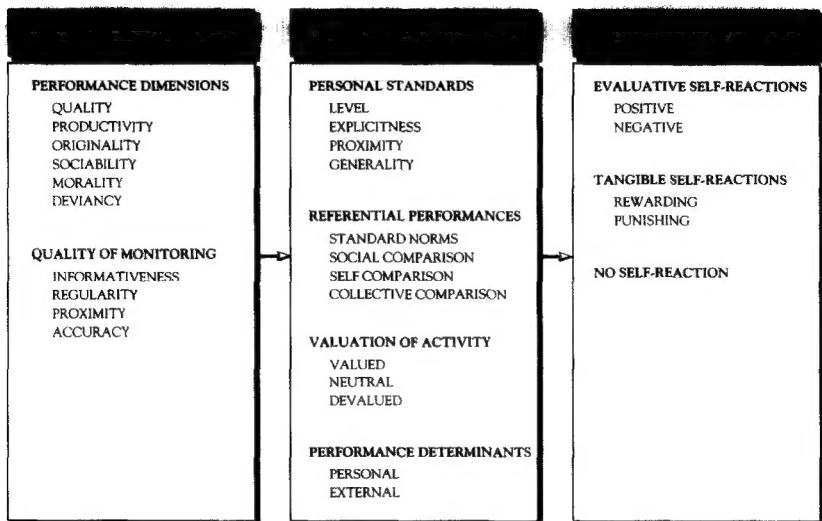 PERFORMANCE DIMENSIONS
QUALITY
PRODUCTIVITY
ORIGINALITY
SOCIABILITY
MORALITY
DEVIANCY
QUALITY OF MONITORING
INFORMATIVENESS
REGULARITY
PROXIMITY
ACCURACY
PERSONAL STANDARDS
LEVEL
EXPLICITNESS
PROXIMITY
GENERALITY
REFERENTIAL PERFORMANCES
STANDARD NORMS
SOCIAL COMPARISON
SELF COMPARISON
COLLECTIVE COMPARISON
VALUATION OF ACTIVITY
VALUED
NEUTRAL
DEVALUED
PERFORMANCE DETERMINANTS
PERSONAL
EXTERNAL
EVALUATIVE SELF-REACTIONS
POSITIVE
NEGATIVE
TANGIBLE SELF-REACTIONS
REWARDING
PUNISHING
NO SELF-REACTION